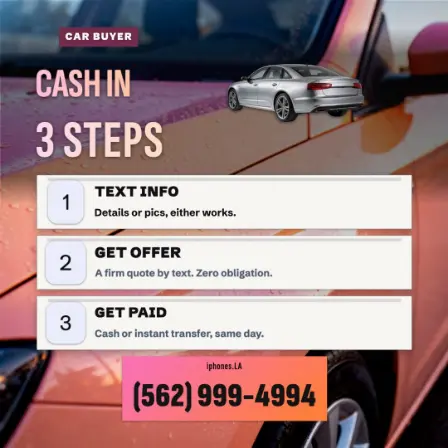 CAR BUYER
CASH IN
3 STEPS
1
TEXT INFO
Details or pics, either works.
2
GET OFFER
A firm quote by text. Zero obligation.
3
GET PAID
Cash or instant transfer, same day.
iphones.LA
(562) 999-4994